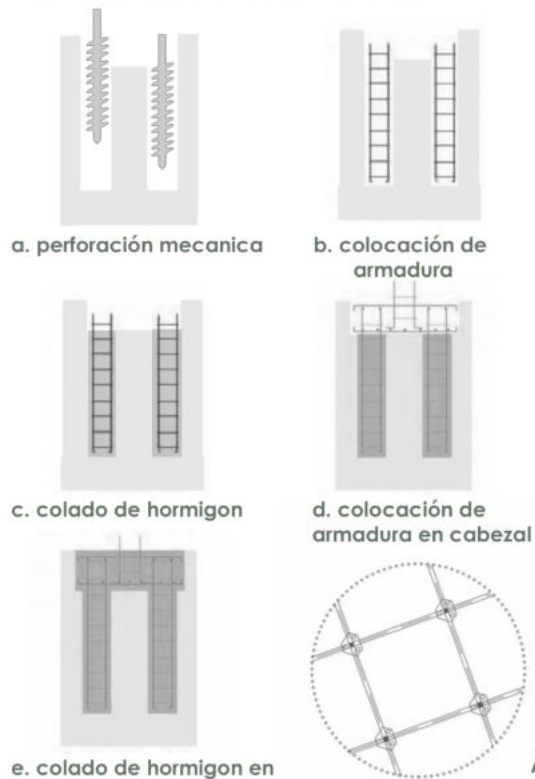 a. perforación mecanica
b. colocación de
armadura
c. colado de hormigon
d. colocación de
armadura en cabezal
e. colado de hormigon en